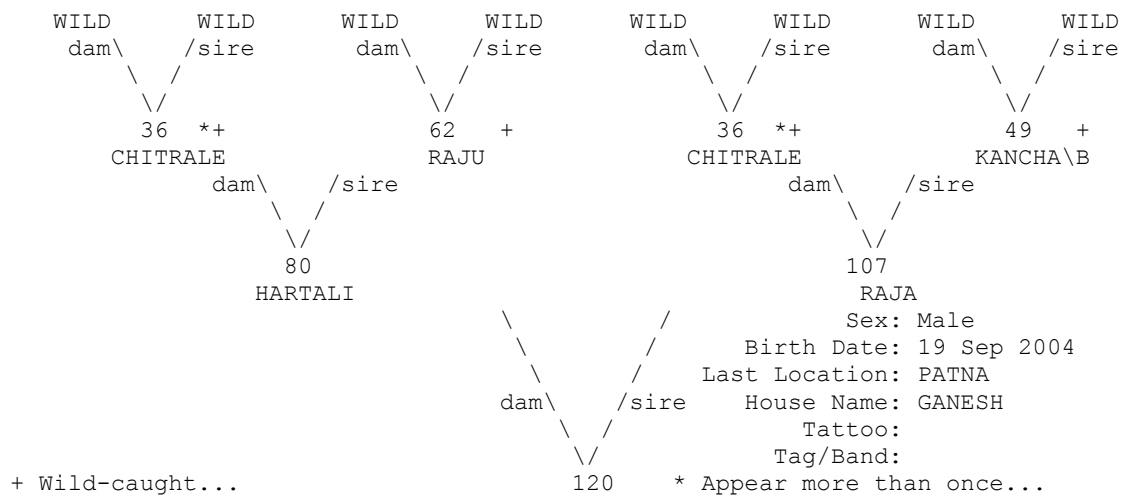 WILD WILD WILD WILD WILD WILD WILD WILD
dam\ /sire dam\ /sire dam\ /sire dam\ /sire
\ / \ / \ / \ /
\/ \/ \/ \/
36 *+ 62 + 36 *+ 49 +
CHITRALE RAJU CHITRALE KANCHA\B
dam\ /sire dam\ /sire
\ / \ /
\/ \/
80 107
HARTALI RAJA
\ / Sex: Male
\ / Birth Date: 19 Sep 2004
\ / Last Location: PATNA
dam\ /sire House Name: GANESH
\ / Tattoo:
\/ Tag/Band:
+ Wild-caught... 120 * Appear more than once...